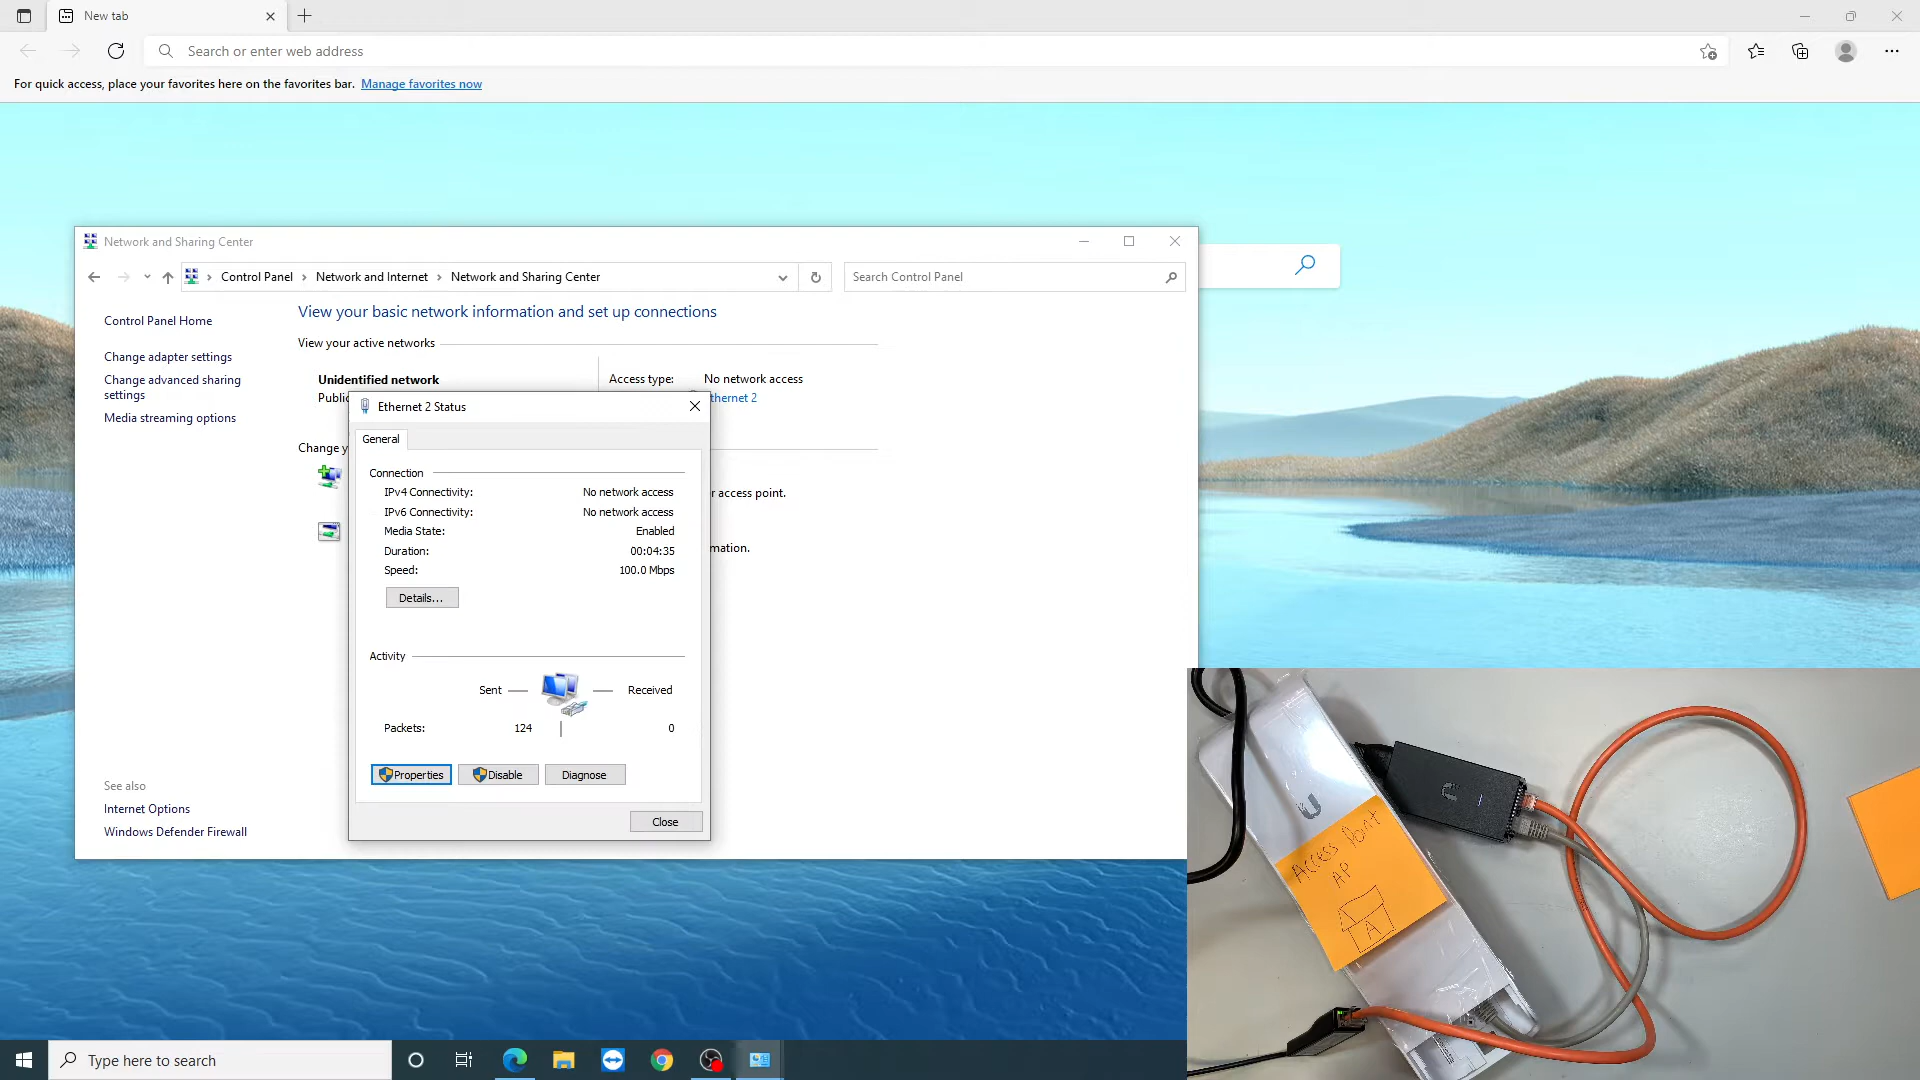 New tab
Search or enter web address
For quick access, place your favorites here on the favorites bar. Manage favorites now
Network and Sharing Center
Control Panel > Network and Internet > Network and Sharing Center
Search Control Panel
Control Panel Home
Change adapter settings
Change advanced sharing
settings
Media streaming options
View your basic network information and set up connections
View your active networks
Unidentified network
Public
Access type: No network access
thernet 2
Change y
r access point.
mation.
Ethernet 2 Status
General
Connection
IPv4 Connectivity: No network access
IPv6 Connectivity: No network access
Media State: Enabled
Duration: 00:04:35
Speed: 100.0 Mbps
Details...
Activity
Sent — — Received
Packets: 124 | 0
Properties Disable Diagnose
Close
See also
Internet Options
Windows Defender Firewall
Access Point
AP
A
Type here to search